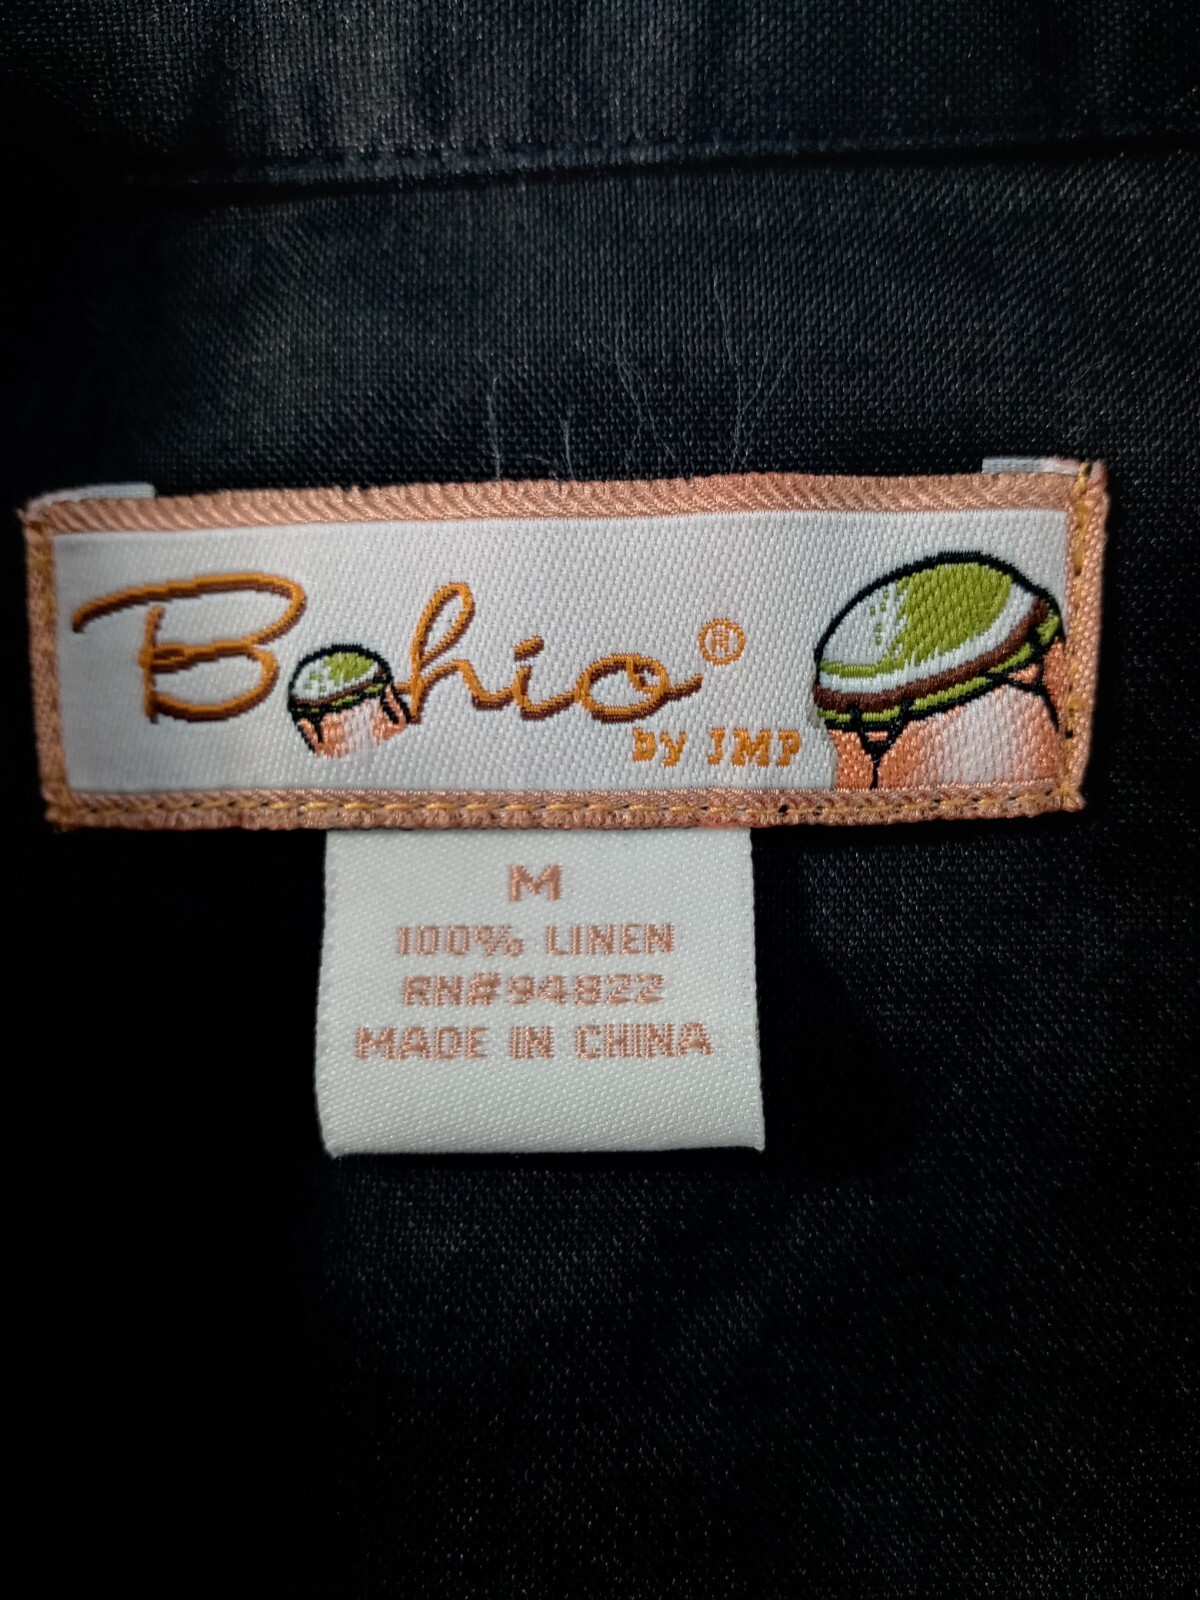 Bohio®
by JMP
M
100% LINEN
RN#94822
MADE IN CHINA